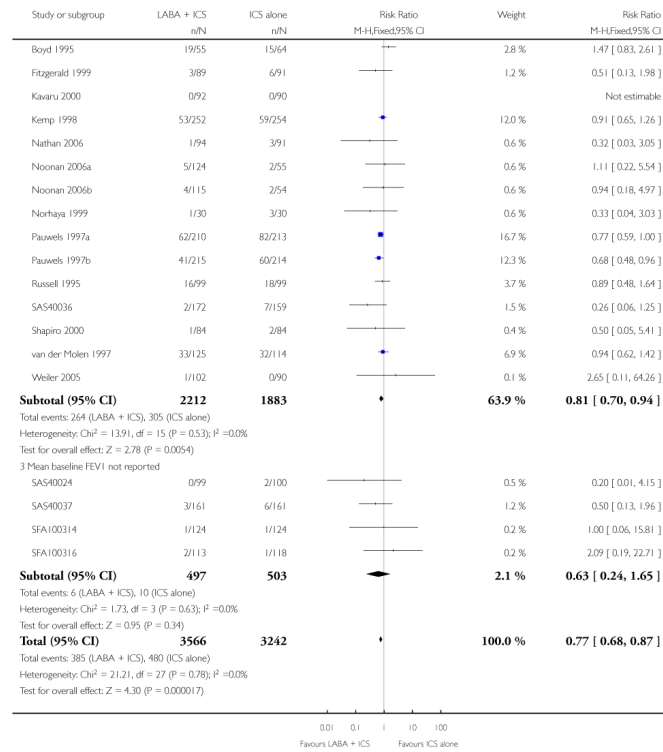 Study or subgroup LABA + ICS ICS alone Risk Ratio Weight Risk Ratio
n/N n/N M-H,Fixed,95% CI M-H,Fixed,95% CI
Boyd 1995 19/55 15/64 2.8 % 1.47 [ 0.83, 2.61 ]
Fitzgerald 1999 3/89 6/91 1.2 % 0.51 [ 0.13, 1.98 ]
Kavaru 2000 0/92 0/90 Not estimable
Kemp 1998 53/252 59/254 12.0 % 0.91 [ 0.65, 1.26 ]
Nathan 2006 1/94 3/91 0.6 % 0.32 [ 0.03, 3.05 ]
Noonan 2006a 5/124 2/55 0.6 % 1.11 [ 0.22, 5.54 ]
Noonan 2006b 4/115 2/54 0.6 % 0.94 [ 0.18, 4.97 ]
Norhaya 1999 1/30 3/30 0.6 % 0.33 [ 0.04, 3.03 ]
Pauwels 1997a 62/210 82/213 16.7 % 0.77 [ 0.59, 1.00 ]
Pauwels 1997b 41/215 60/214 12.3 % 0.68 [ 0.48, 0.96 ]
Russell 1995 16/99 18/99 3.7 % 0.89 [ 0.48, 1.64 ]
SAS40036 2/172 7/159 1.5 % 0.26 [ 0.06, 1.25 ]
Shapiro 2000 1/84 2/84 0.4 % 0.50 [ 0.05, 5.41 ]
van der Molen 1997 33/125 32/114 6.9 % 0.94 [ 0.62, 1.42 ]
Weiler 2005 1/102 0/90 0.1 % 2.65 [ 0.11, 64.26 ]
Subtotal (95% CI) 2212 1883 63.9 % 0.81 [ 0.70, 0.94 ]
Total events: 264 (LABA + ICS), 305 (ICS alone)
Heterogeneity: Chi² = 13.91, df = 15 (P = 0.53); I² =0.0%
Test for overall effect: Z = 2.78 (P = 0.0054)
3 Mean baseline FEV1 not reported
SAS40024 0/99 2/100 0.5 % 0.20 [ 0.01, 4.15 ]
SAS40037 3/161 6/161 1.2 % 0.50 [ 0.13, 1.96 ]
SFA100314 1/124 1/124 0.2 % 1.00 [ 0.06, 15.81 ]
SFA100316 2/113 1/118 0.2 % 2.09 [ 0.19, 22.71 ]
Subtotal (95% CI) 497 503 2.1 % 0.63 [ 0.24, 1.65 ]
Total events: 6 (LABA + ICS), 10 (ICS alone)
Heterogeneity: Chi² = 1.73, df = 3 (P = 0.63); I² =0.0%
Test for overall effect: Z = 0.95 (P = 0.34)
Total (95% CI) 3566 3242 100.0 % 0.77 [ 0.68, 0.87 ]
Total events: 385 (LABA + ICS), 480 (ICS alone)
Heterogeneity: Chi² = 21.21, df = 27 (P = 0.78); I² =0.0%
Test for overall effect: Z = 4.30 (P = 0.000017)
0.01 0.1 1 10 100
Favours LABA + ICS Favours ICS alone